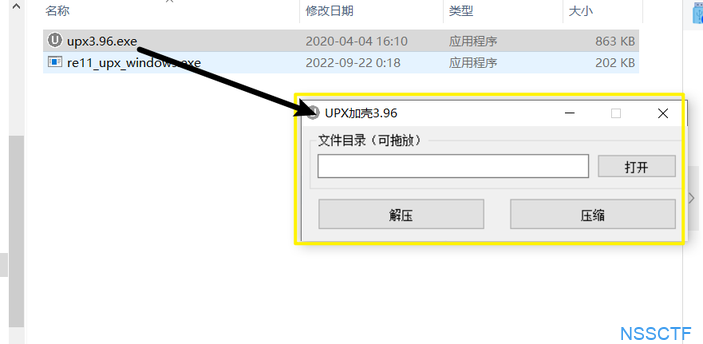 名称 修改日期 类型 大小
upx3.96.exe 2020-04-04 16:10 应用程序 863 KB
re11_upx_windows.exe 2022-09-22 0:18 应用程序 202 KB
UPX加壳3.96
文件目录（可拖放）
打开
解压 压缩
NSSCTF